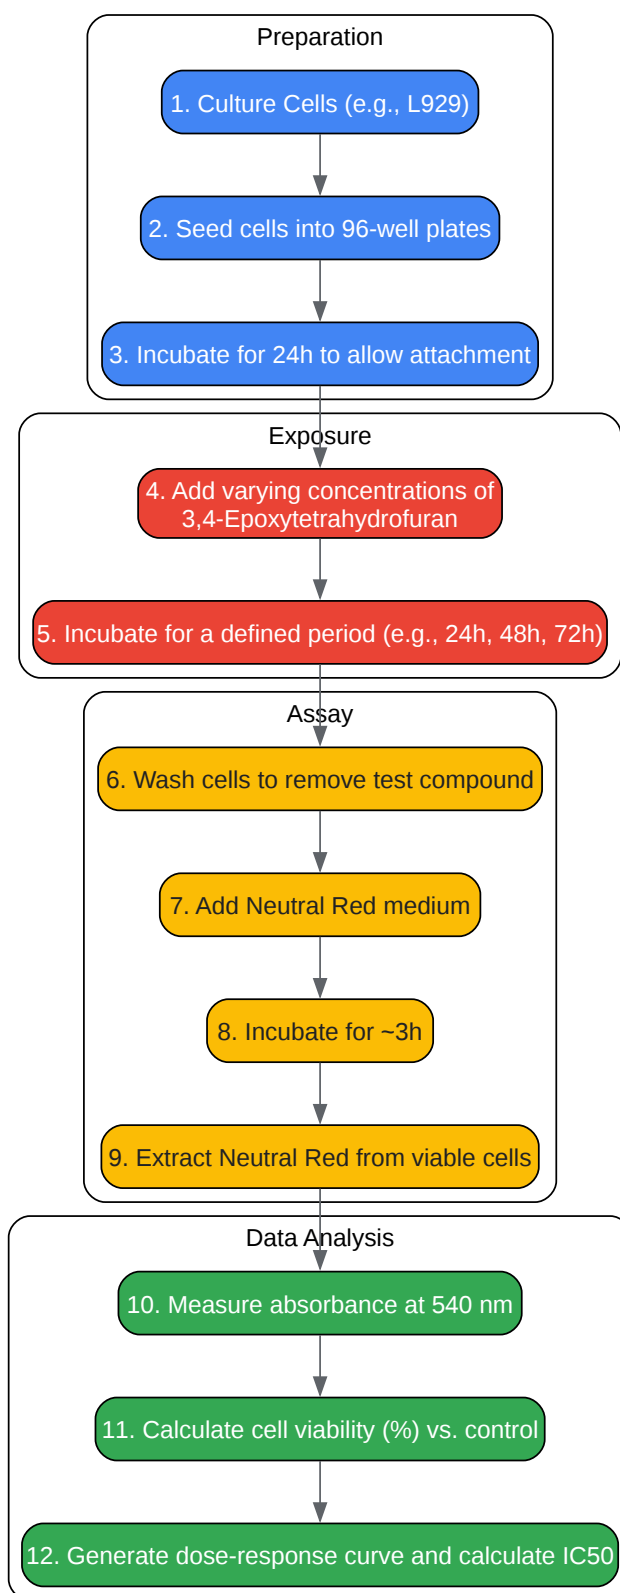 Preparation
1. Culture Cells (e.g., L929)
2. Seed cells into 96-well plates
3. Incubate for 24h to allow attachment
Exposure
4. Add varying concentrations of
3,4-Epoxytetrahydrofuran
5. Incubate for a defined period (e.g., 24h, 48h, 72h)
Assay
6. Wash cells to remove test compound
7. Add Neutral Red medium
8. Incubate for ~3h
9. Extract Neutral Red from viable cells
Data Analysis
10. Measure absorbance at 540 nm
11. Calculate cell viability (%) vs. control
12. Generate dose-response curve and calculate IC50